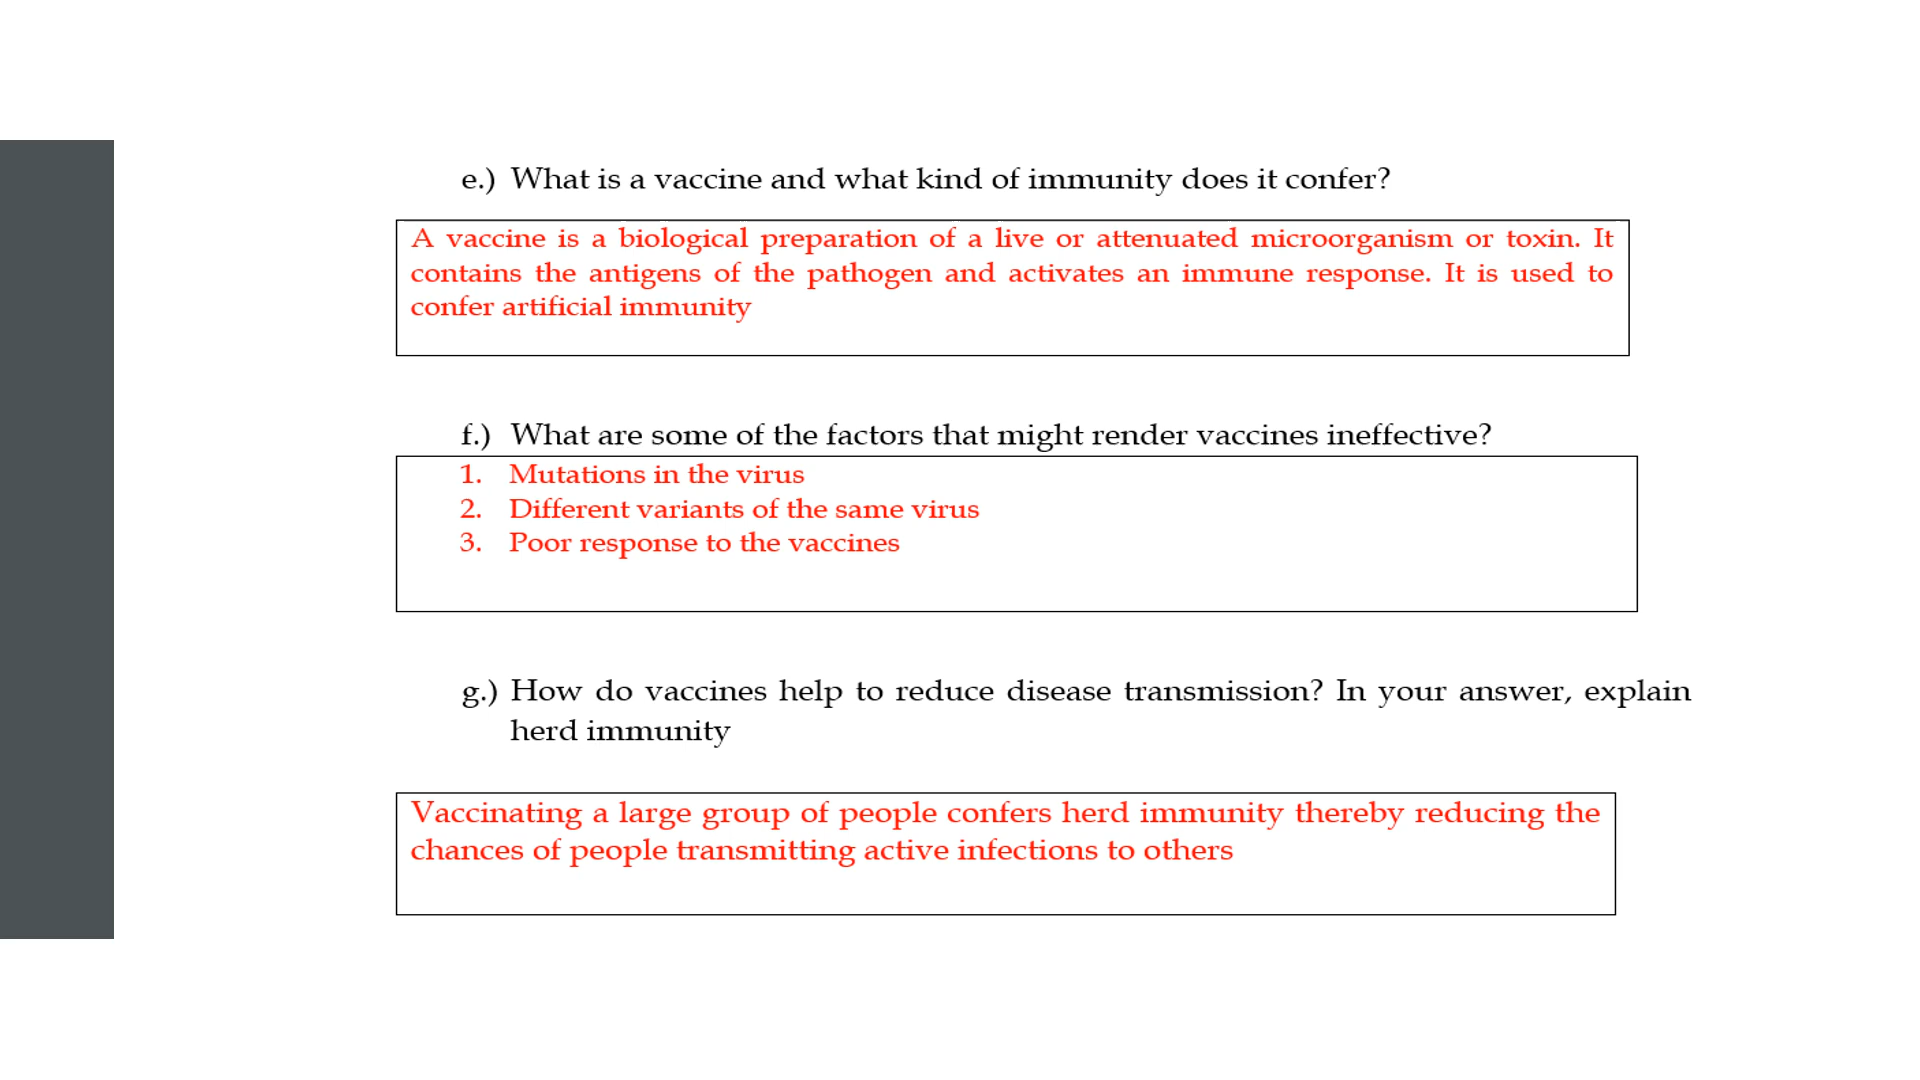 e.) What is a vaccine and what kind of immunity does it confer?
A vaccine is a biological preparation of a live or attenuated microorganism or toxin. It
contains the antigens of the pathogen and activates an immune response. It is used to
confer artificial immunity
f.) What are some of the factors that might render vaccines ineffective?
1. Mutations in the virus
2. Different variants of the same virus
3. Poor response to the vaccines
g.) How do vaccines help to reduce disease transmission? In your answer, explain
herd immunity
Vaccinating a large group of people confers herd immunity thereby reducing the
chances of people transmitting active infections to others